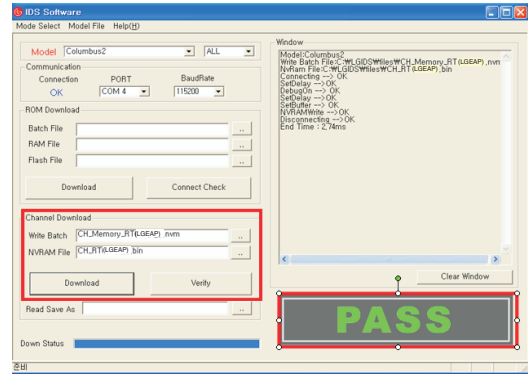 IDS Software
Mode Select Model File Help(H)
Model Columbus2 ALL
Communication
Connection PORT BaudRate
OK COM 4 115200
ROM Download
Batch File ..
RAM File ..
Flash File ..
Download Connect Check
Channel Download
Write Batch CH_Memory_RT(LGEAP) .nvm ..
NVRAM File CH_RT(LGEAP) .bin ..
Download Verify
Read Save As ..
Down Status
Window
Model:Columbus2
Write Batch File:C:₩LGIDS₩files₩CH_Memory_RT(LGEAP).nvm
NvRam File:C:₩LGIDS₩files₩CH_RT(LGEAP).bin
Connecting --> OK
SetDelay --> OK
DebugOn --> OK
SetDelay --> OK
SetBuffer --> OK
NVRAMWrite -->OK
Disconnecting -->OK
End Time : 2,74ms
Clear Window
PASS
준비